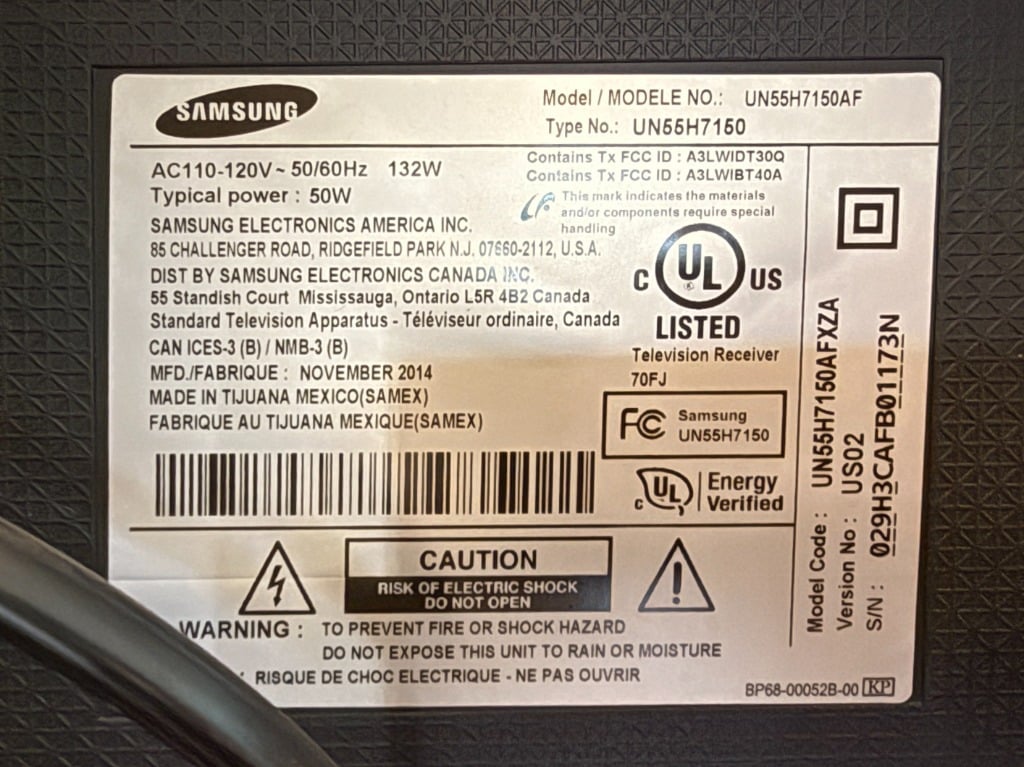 SAMSUNG
Model / MODELE NO.: UN55H7150AF
Type No.: UN55H7150
AC110-120V ~ 50/60Hz 132W
Typical power : 50W
Contains Tx FCC ID : A3LWIDT30Q
Contains Tx FCC ID : A3LWIBT40A
This mark indicates the materials
and/or components require special
handling
SAMSUNG ELECTRONICS AMERICA INC.
85 CHALLENGER ROAD, RIDGEFIELD PARK N.J. 07660-2112, U.S.A.
DIST BY SAMSUNG ELECTRONICS CANADA INC.
55 Standish Court Mississauga, Ontario L5R 4B2 Canada
Standard Television Apparatus - Téléviseur ordinaire, Canada
CAN ICES-3 (B) / NMB-3 (B)
MFD./FABRIQUE : NOVEMBER 2014
MADE IN TIJUANA MEXICO(SAMEX)
FABRIQUE AU TIJUANA MEXIQUE(SAMEX)
C UL ® US
LISTED
Television Receiver
70FJ
FC Samsung
UN55H7150
C UL Energy
Verified
Model Code : UN55H7150AFXZA
Version No : US02
S/N : 029H3CAFB01173N
CAUTION
RISK OF ELECTRIC SHOCK
DO NOT OPEN
WARNING : TO PREVENT FIRE OR SHOCK HAZARD
DO NOT EXPOSE THIS UNIT TO RAIN OR MOISTURE
RISQUE DE CHOC ELECTRIQUE - NE PAS OUVRIR
BP68-00052B-00 KP